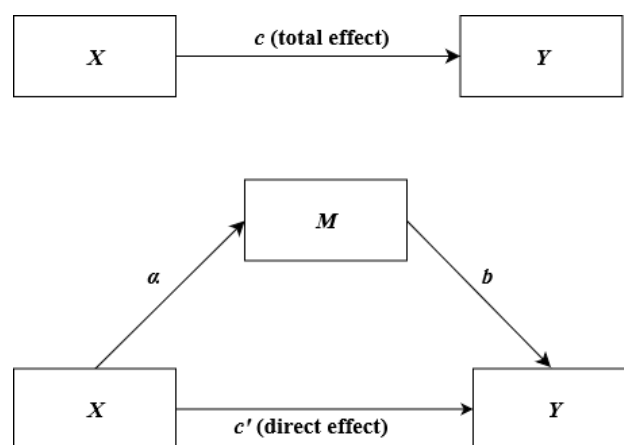 c (total effect)
X
Y
M
α
b
X
Y
c′ (direct effect)